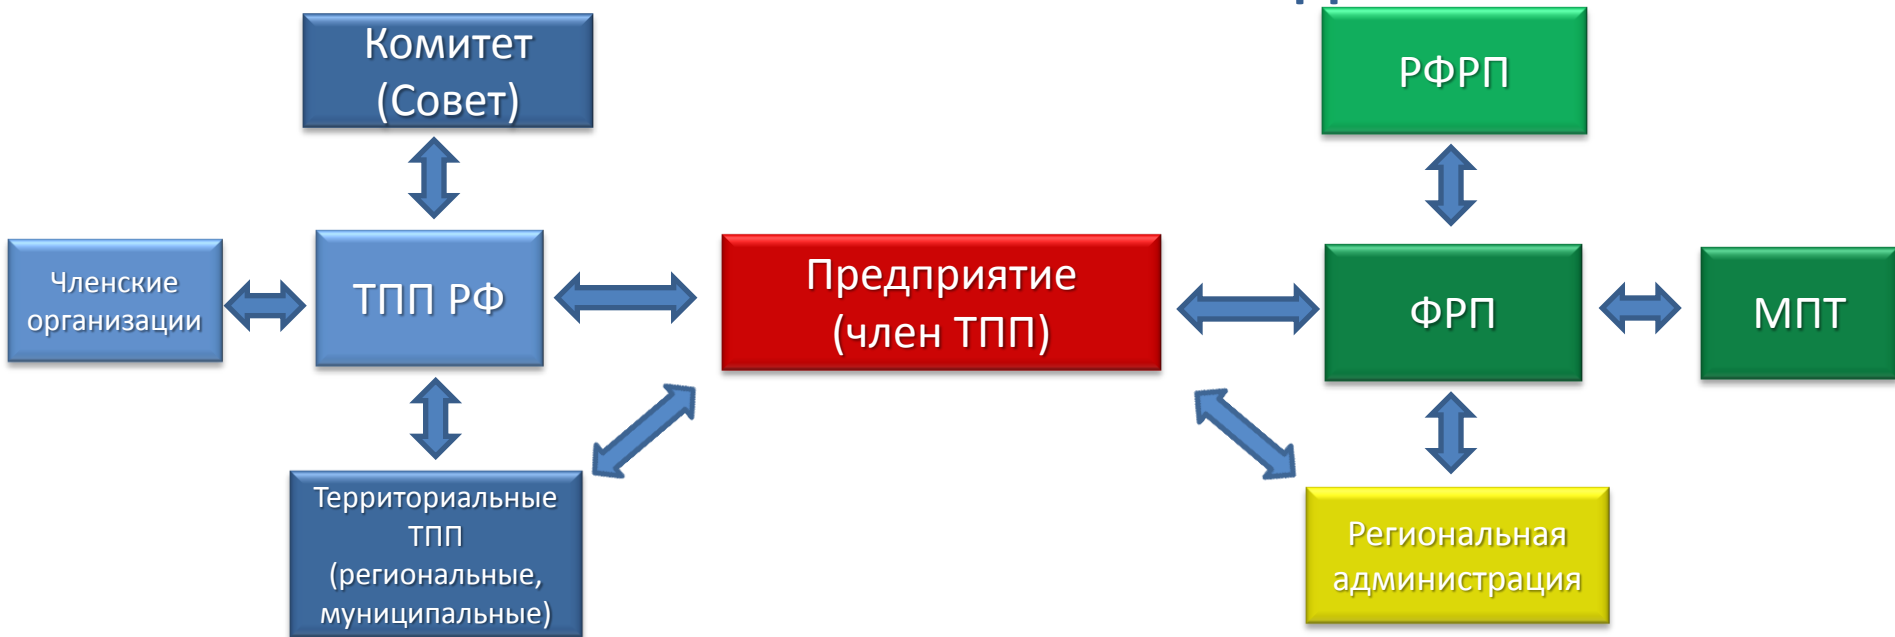 Комитет
(Совет)
РФРП
Членские
организации
ТПП РФ
Предприятие
(член ТПП)
ФРП
МПТ
Территориальные
ТПП
(региональные,
муниципальные)
Региональная
администрация